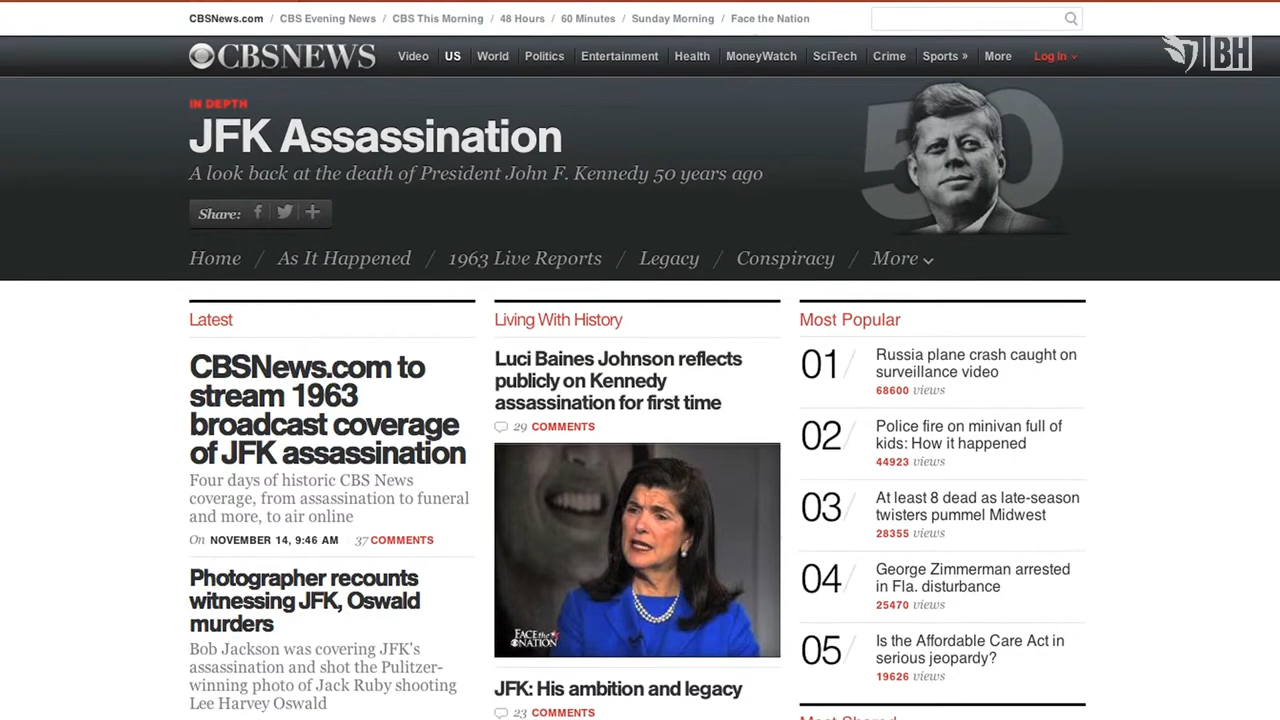 CBSNews.com / CBS Evening News / CBS This Morning / 48 Hours / 60 Minutes / Sunday Morning / Face the Nation
CBSNEWS
Video US World Politics Entertainment Health MoneyWatch SciTech Crime Sports » More Log In
BH
IN DEPTH
JFK Assassination
50
A look back at the death of President John F. Kennedy 50 years ago
Share:
Home / As It Happened / 1963 Live Reports / Legacy / Conspiracy / More
Latest
CBSNews.com to
stream 1963
broadcast coverage
of JFK assassination
Four days of historic CBS News
coverage, from assassination to funeral
and more, to air online
On NOVEMBER 14, 9:46 AM 37 COMMENTS
Photographer recounts
witnessing JFK, Oswald
murders
Bob Jackson was covering JFK's
assassination and shot the Pulitzer-
winning photo of Jack Ruby shooting
Lee Harvey Oswald
Living With History
Luci Baines Johnson reflects
publicly on Kennedy
assassination for first time
29 COMMENTS
FACE the
NATION
JFK: His ambition and legacy
23 COMMENTS
Most Popular
01/ Russia plane crash caught on
surveillance video
68600 views
02/ Police fire on minivan full of
kids: How it happened
44923 views
03/ At least 8 dead as late-season
twisters pummel Midwest
28355 views
04/ George Zimmerman arrested
in Fla. disturbance
25470 views
05/ Is the Affordable Care Act in
serious jeopardy?
19626 views
Most Shared